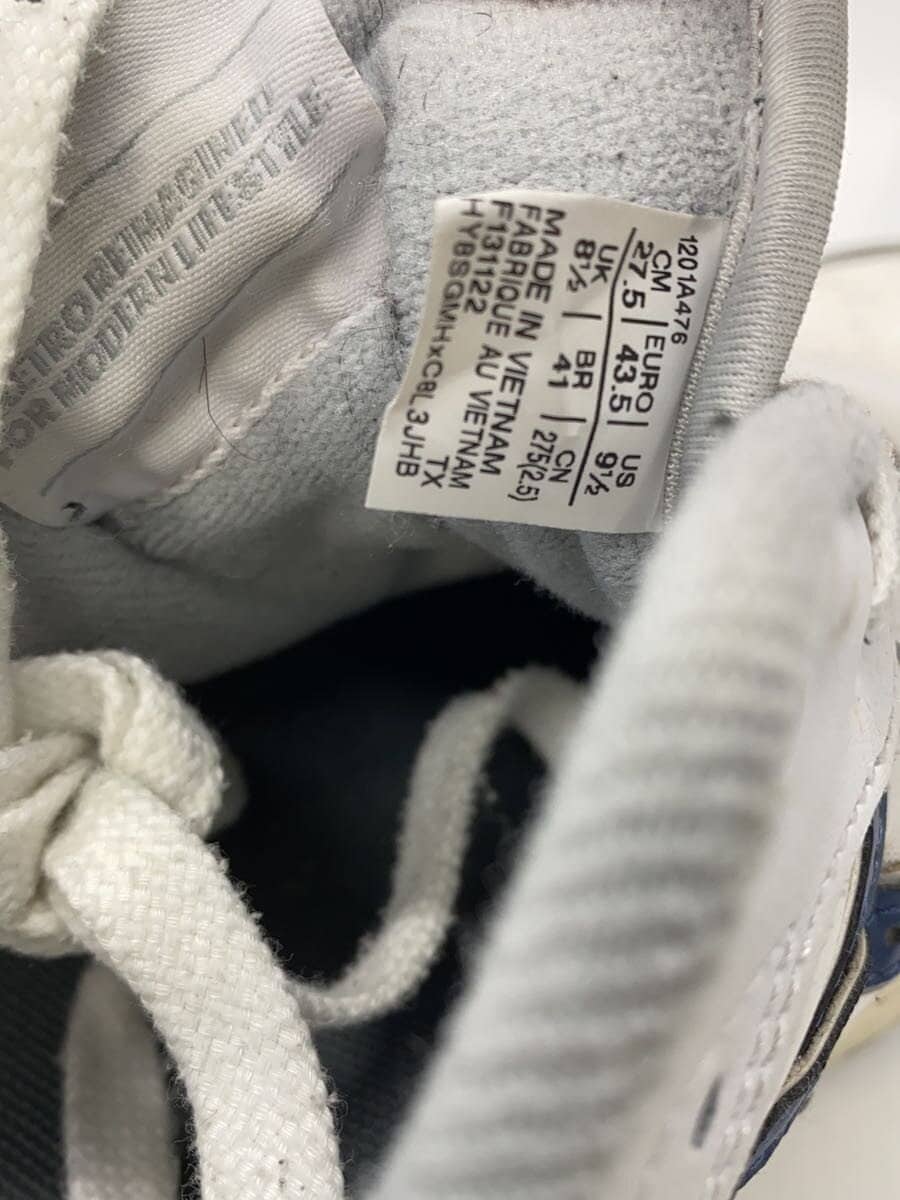 RETRO REIMAGINED
FOR MODERN LIFESTYLE
1201A476
CM | EURO | US
27.5 | 43.5 | 9½
UK | BR | CN
8½ | 41 | 275(2.5)
MADE IN VIETNAM
FABRIQUE AU VIETNAM
F131122 TX
HY8SGMHxC8L3JHB